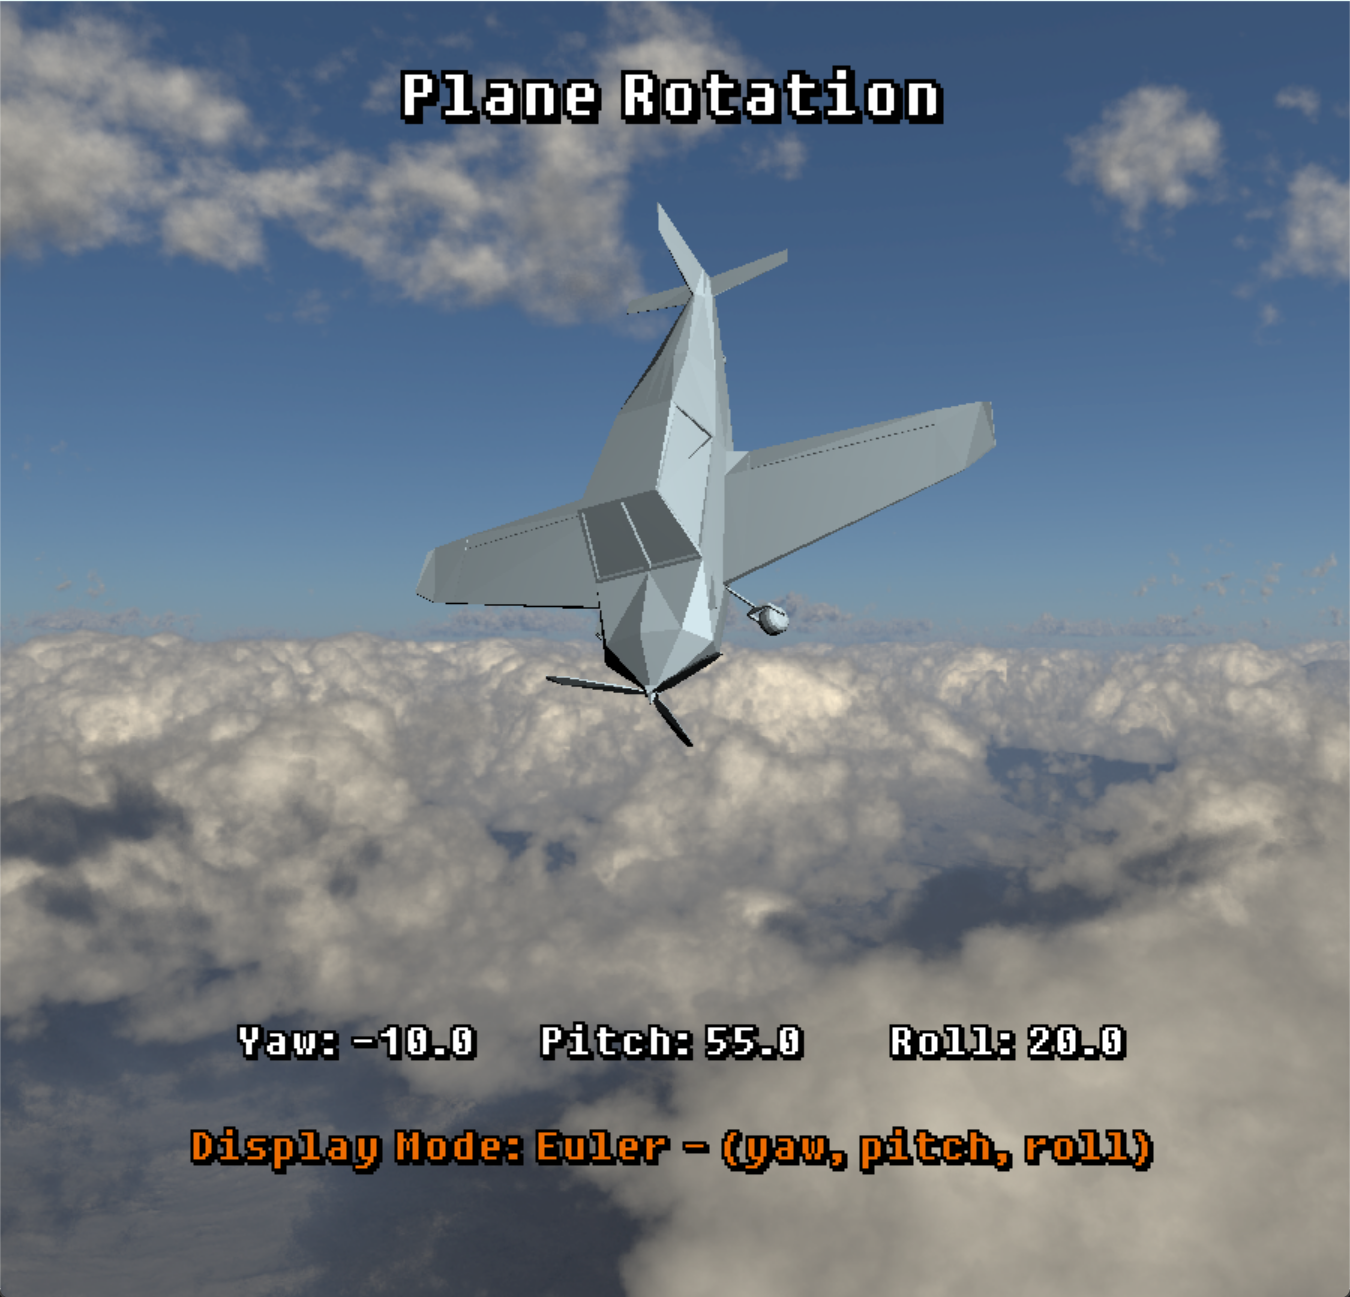 Plane Rotation
Yaw: -10.0 Pitch: 55.0 Roll: 20.0
Display Mode: Euler - (yaw, pitch, roll)